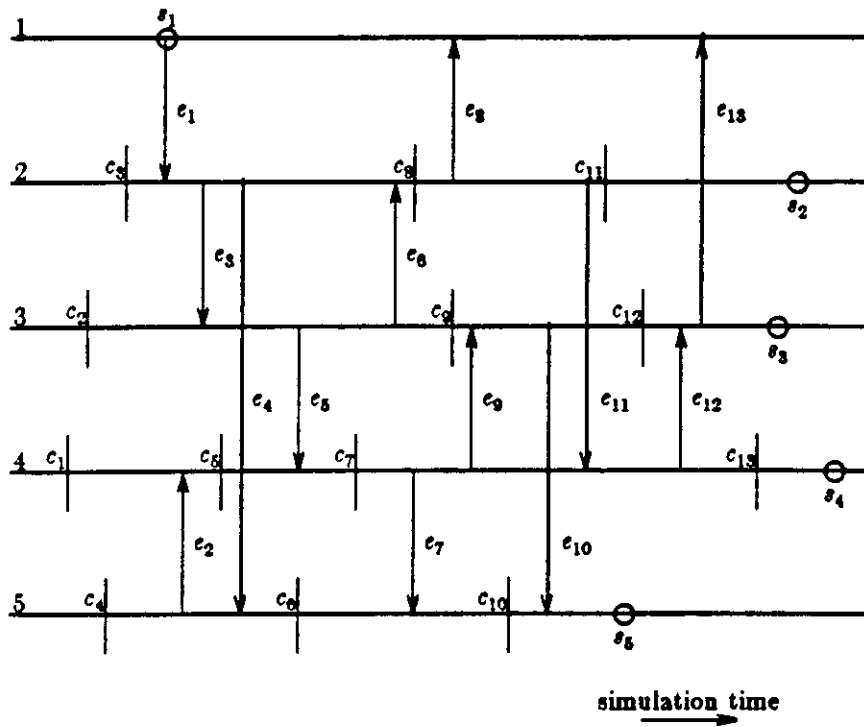 s₁
1
e₁ e₈ e₁₃
2 c₃ c₈ c₁₁ s₂
e₃ e₆
3 c₂ c₉ c₁₂ s₃
e₄ e₅ e₉ e₁₁ e₁₂
4 c₁ c₅ c₇ c₁₃ s₄
e₂ e₇ e₁₀
5 c₄ c₆ c₁₀ s₅
simulation time